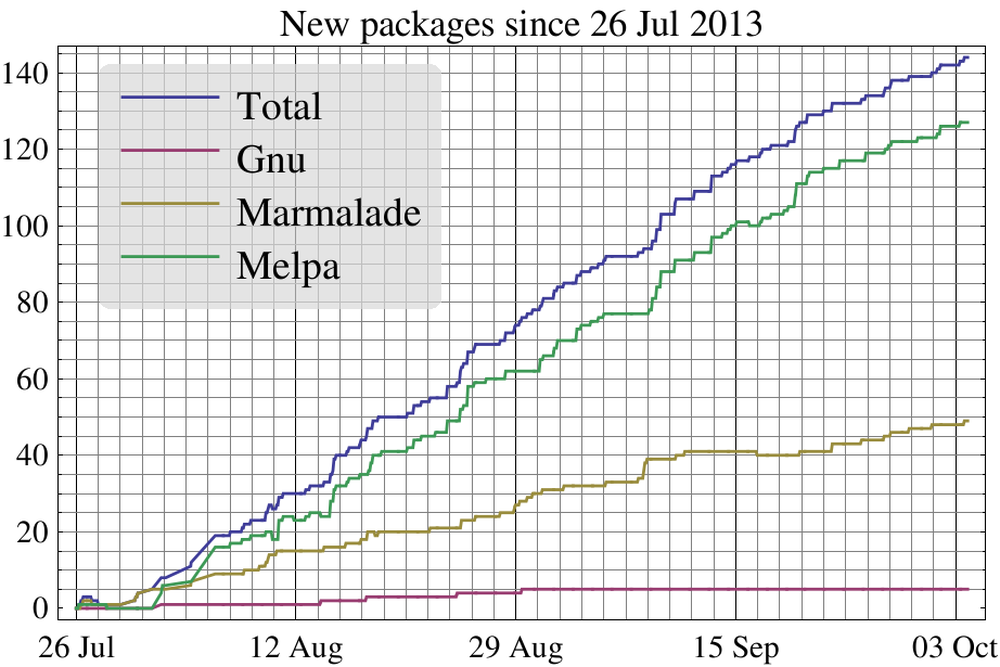 New packages since 26 Jul 2013
Total
Gnu
Marmalade
Melpa
140
120
100
80
60
40
20
0
26 Jul 12 Aug 29 Aug 15 Sep 03 Oct